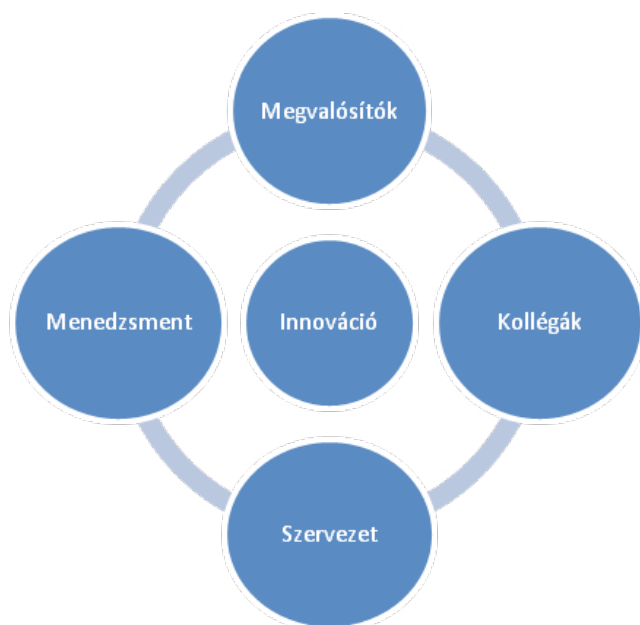 Megvalósítók
Menedzsment
Innováció
Kollégák
Szervezet